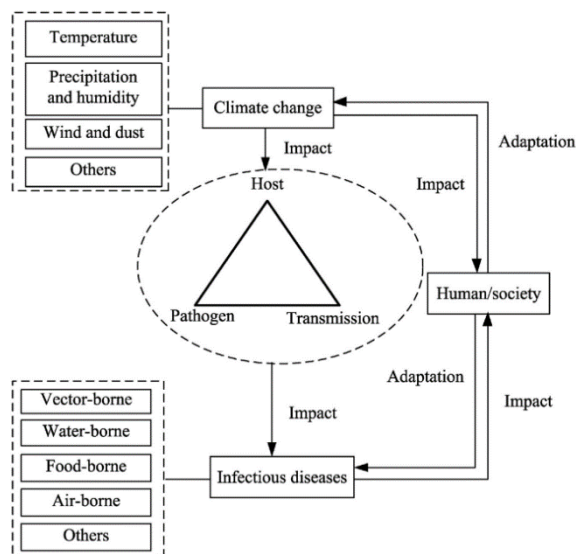 Temperature
Precipitation
and humidity
Wind and dust
Others
Climate change
Impact
Adaptation
Impact
Host
Pathogen
Transmission
Human/society
Adaptation
Impact
Impact
Vector-borne
Water-borne
Food-borne
Air-borne
Others
Infectious diseases